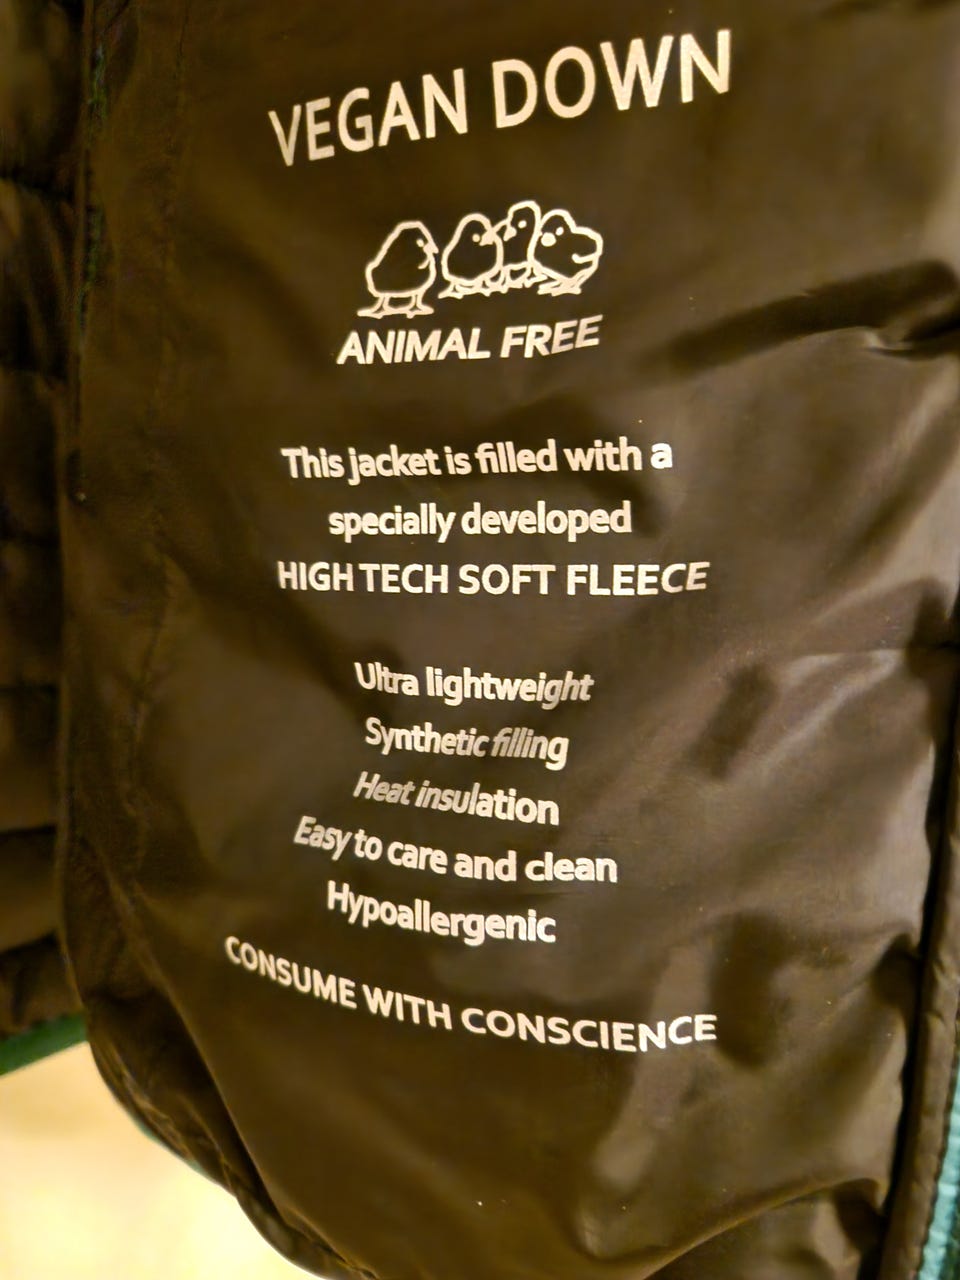 VEGAN DOWN
ANIMAL FREE
This jacket is filled with a
specially developed
HIGH TECH SOFT FLEECE
Ultra lightweight
Synthetic filling
Heat insulation
Easy to care and clean
Hypoallergenic
CONSUME WITH CONSCIENCE